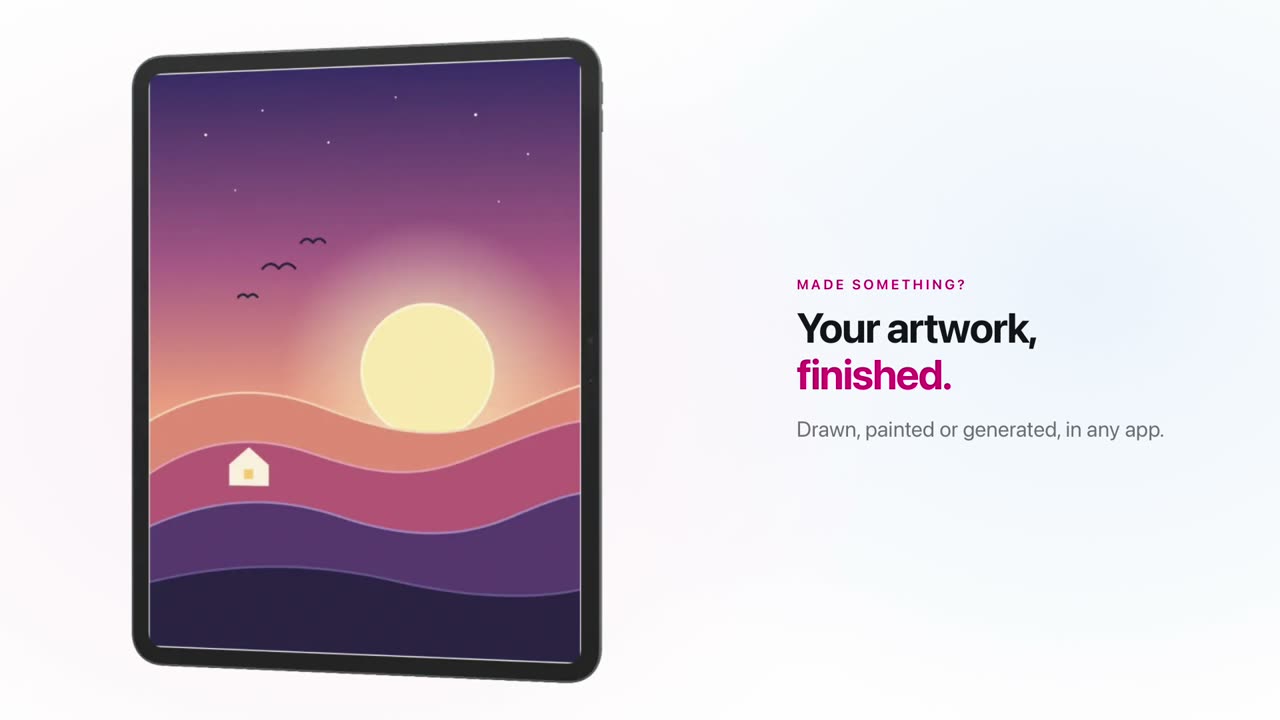 MADE SOMETHING?
Your artwork,
finished.
Drawn, painted or generated, in any app.